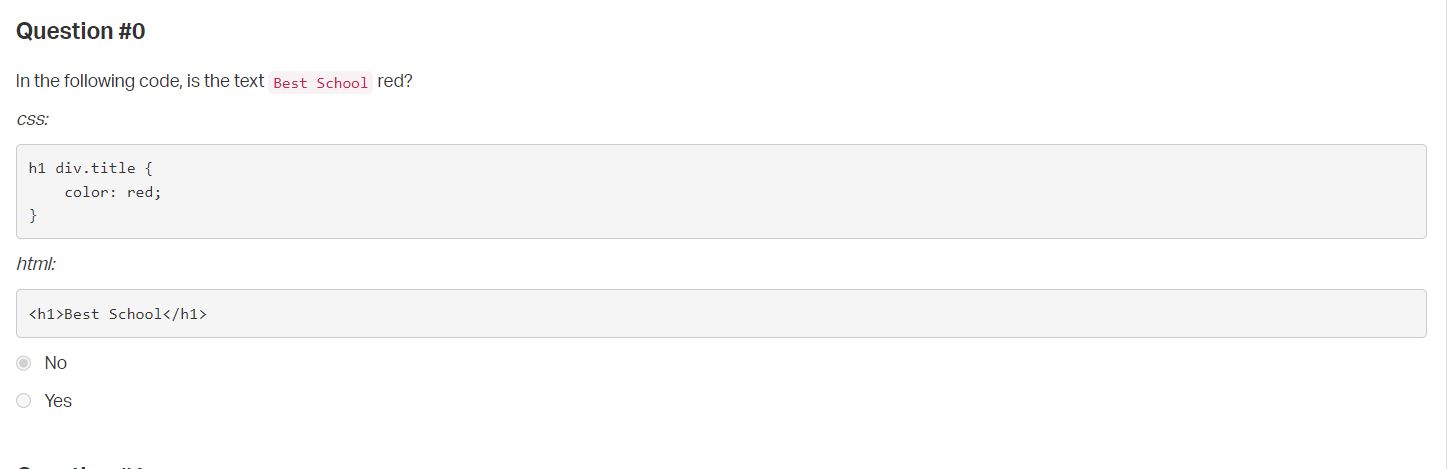 Question #0
In the following code, is the text Best School red?
css:
h1 div.title {
    color: red;
}
html:
<h1>Best School</h1>
No
Yes